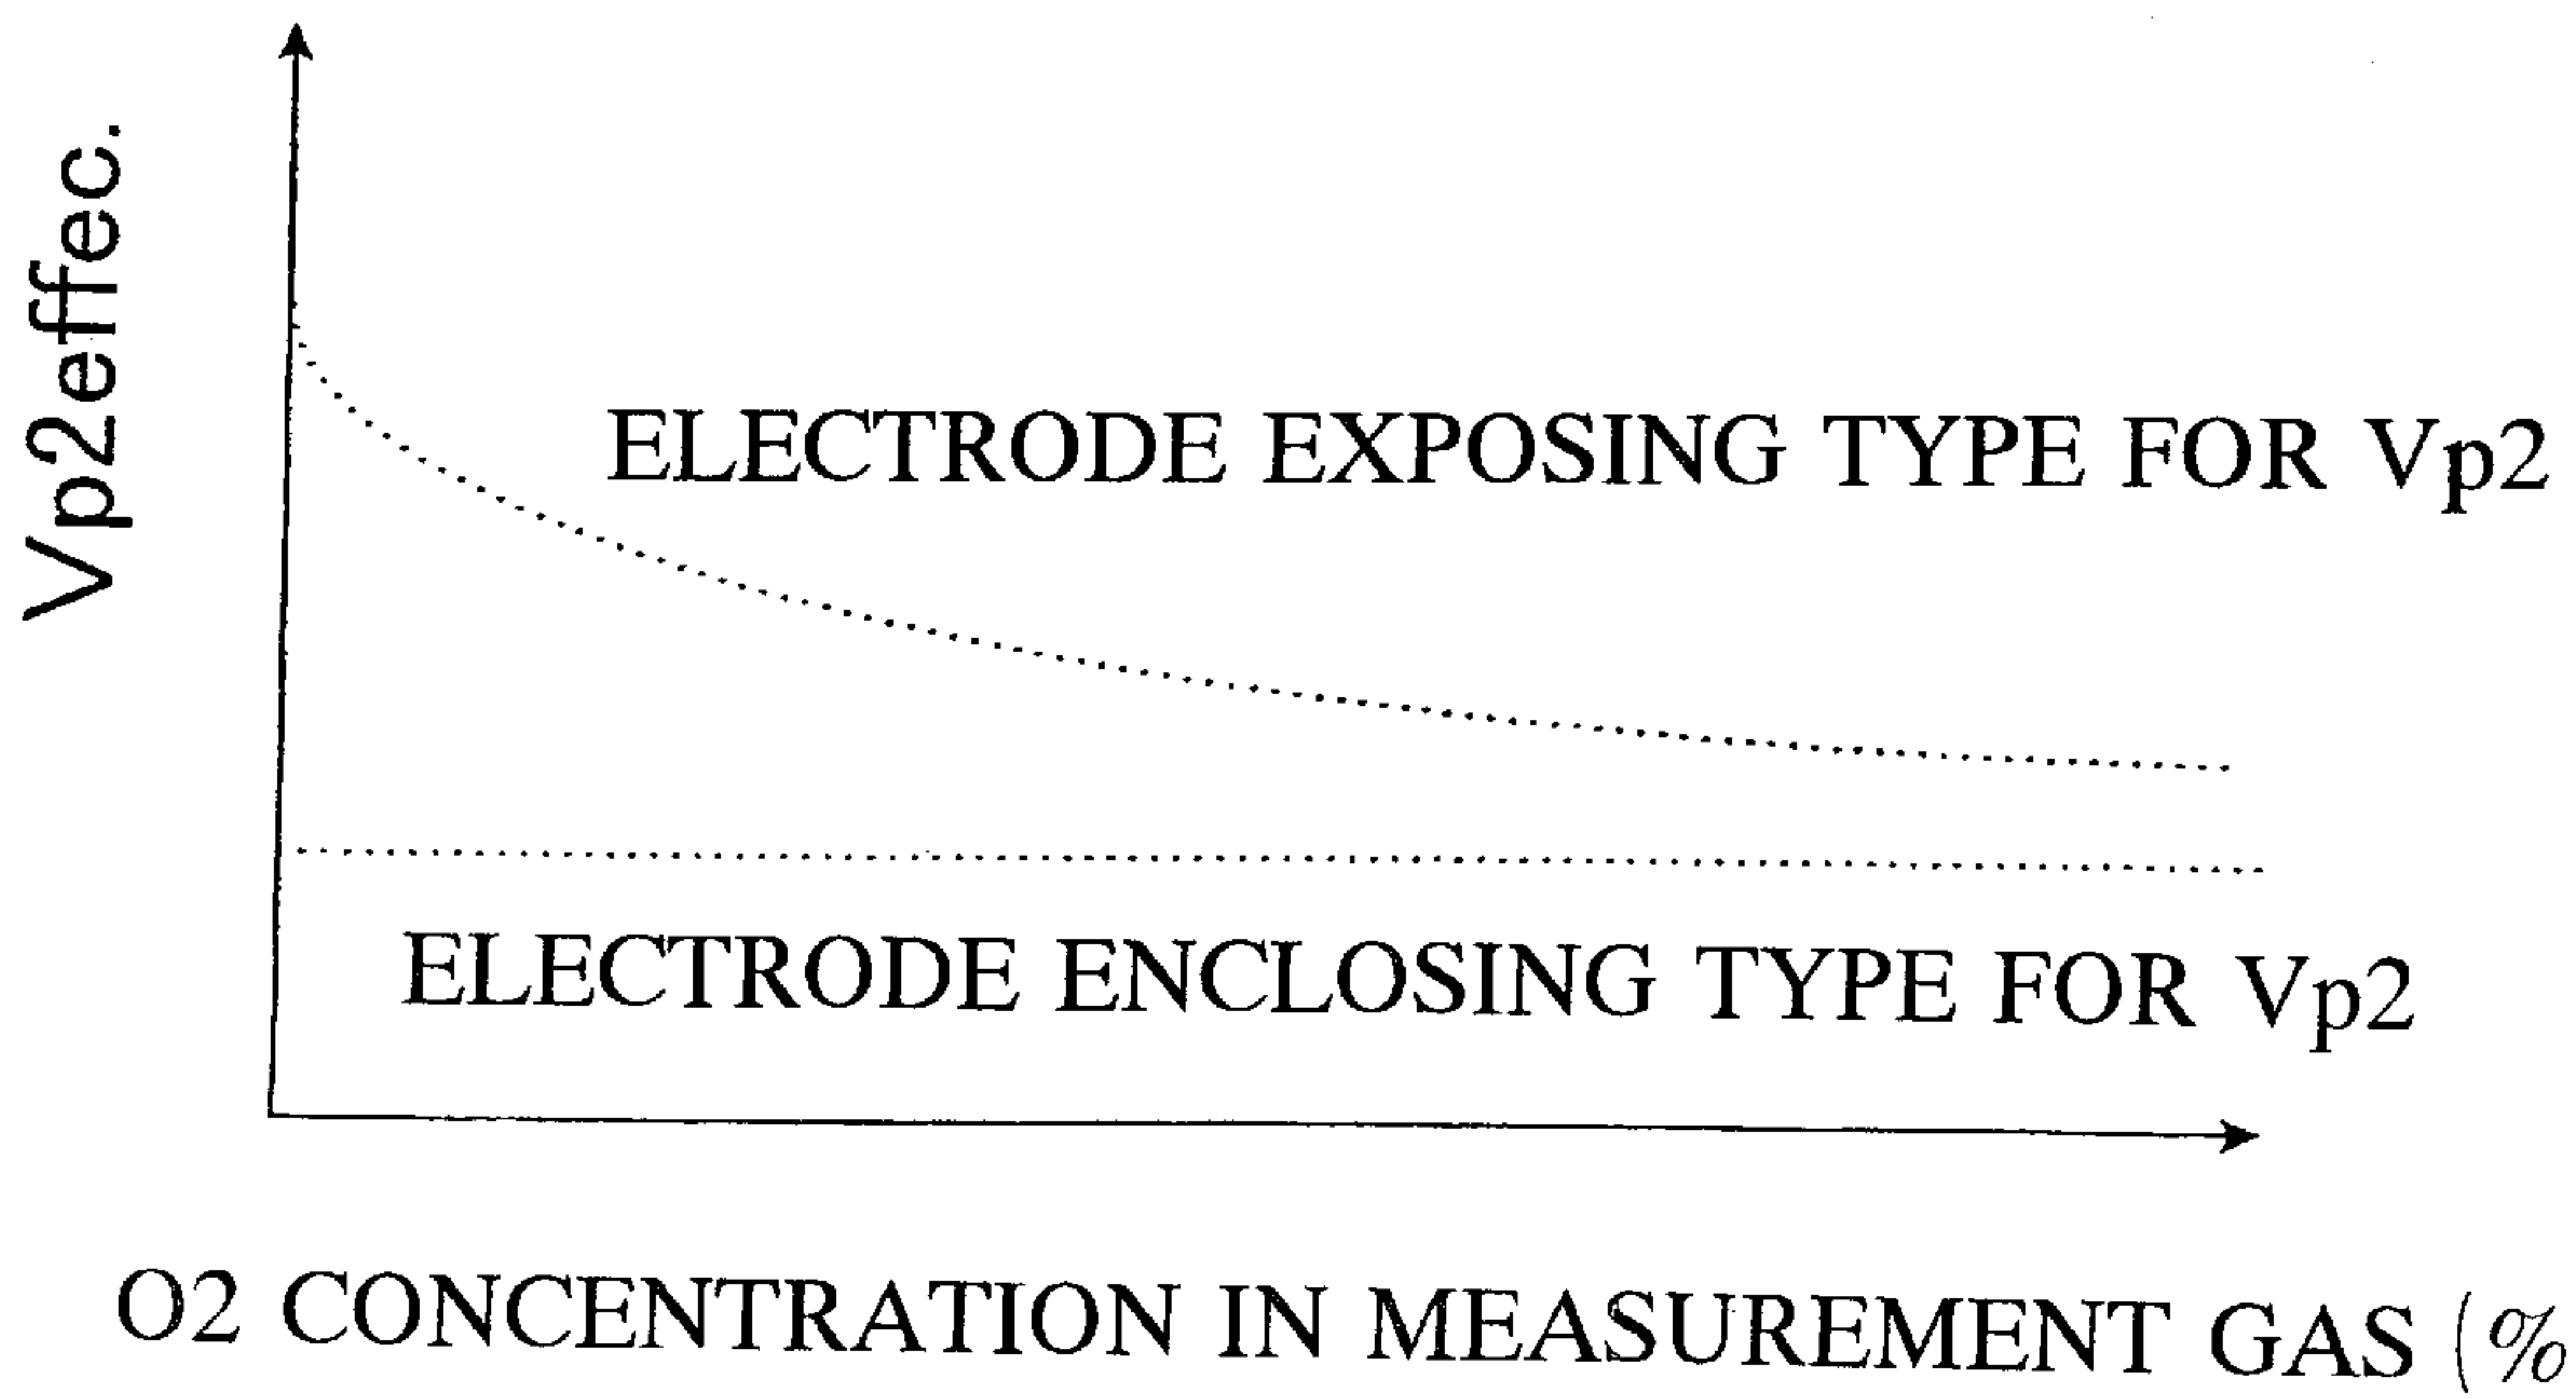 Vp2effec.
ELECTRODE EXPOSING TYPE FOR Vp2
ELECTRODE ENCLOSING TYPE FOR Vp2
O2 CONCENTRATION IN MEASUREMENT GAS (%